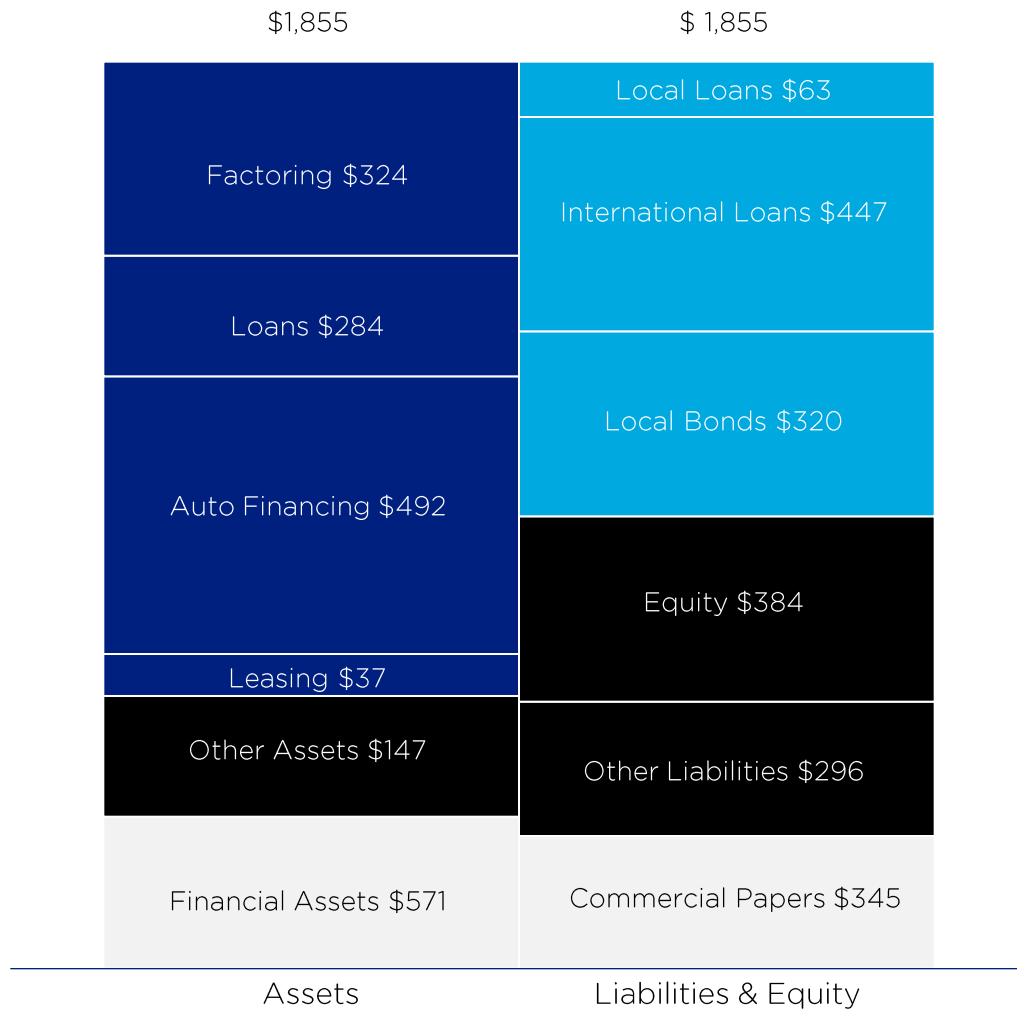 $1,855
$ 1,855
Factoring $324
Loans $284
Auto Financing $492
Leasing $37
Other Assets $147
Financial Assets $571
Local Loans $63
International Loans $447
Local Bonds $320
Equity $384
Other Liabilities $296
Commercial Papers $345
Assets
Liabilities & Equity